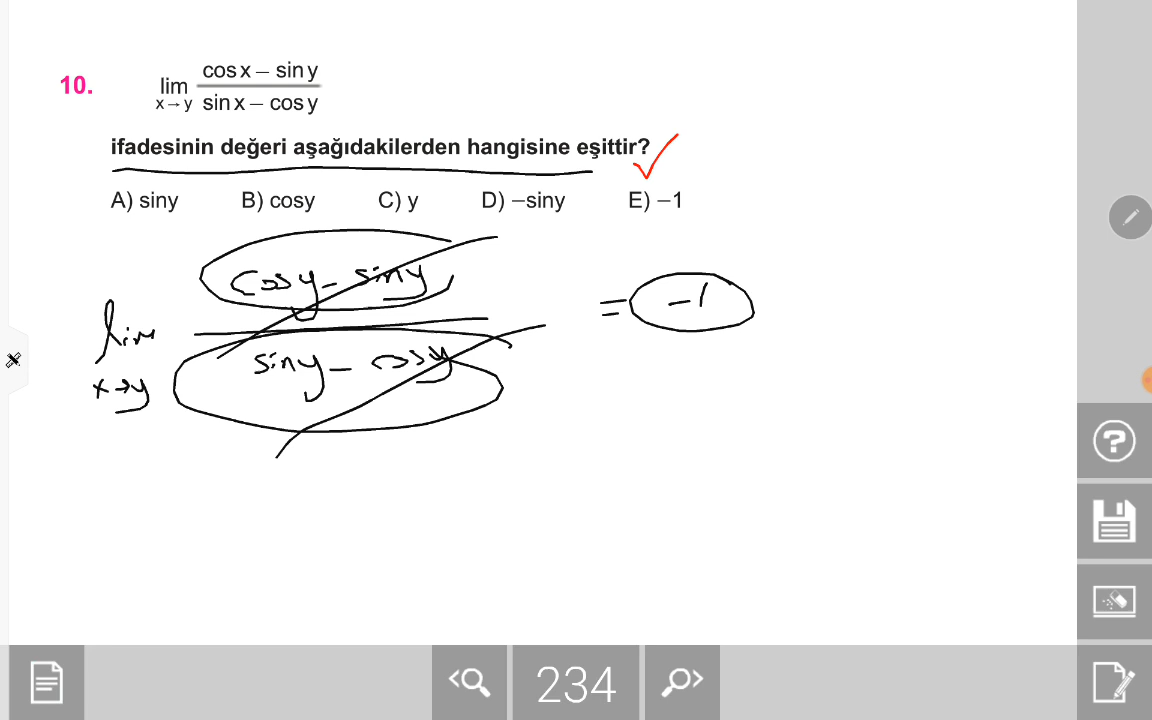 10. lim x→y cos x – sin y / sin x – cos y
ifadesinin değeri aşağıdakilerden hangisine eşittir?
A) siny B) cosy C) y D) –siny E) –1
lim x→y cosy – siny / siny – cosy = –1
234